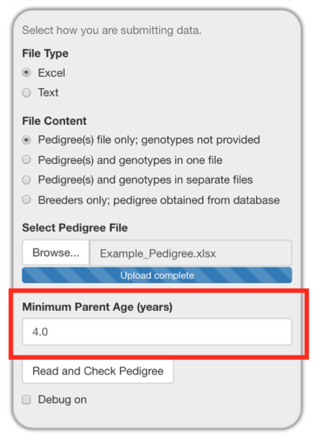 Select how you are submitting data.
File Type
Excel
Text
File Content
Pedigree(s) file only; genotypes not provided
Pedigree(s) and genotypes in one file
Pedigree(s) and genotypes in separate files
Breeders only; pedigree obtained from database
Select Pedigree File
Browse... Example_Pedigree.xlsx
Upload complete
Minimum Parent Age (years)
4.0
Read and Check Pedigree
Debug on